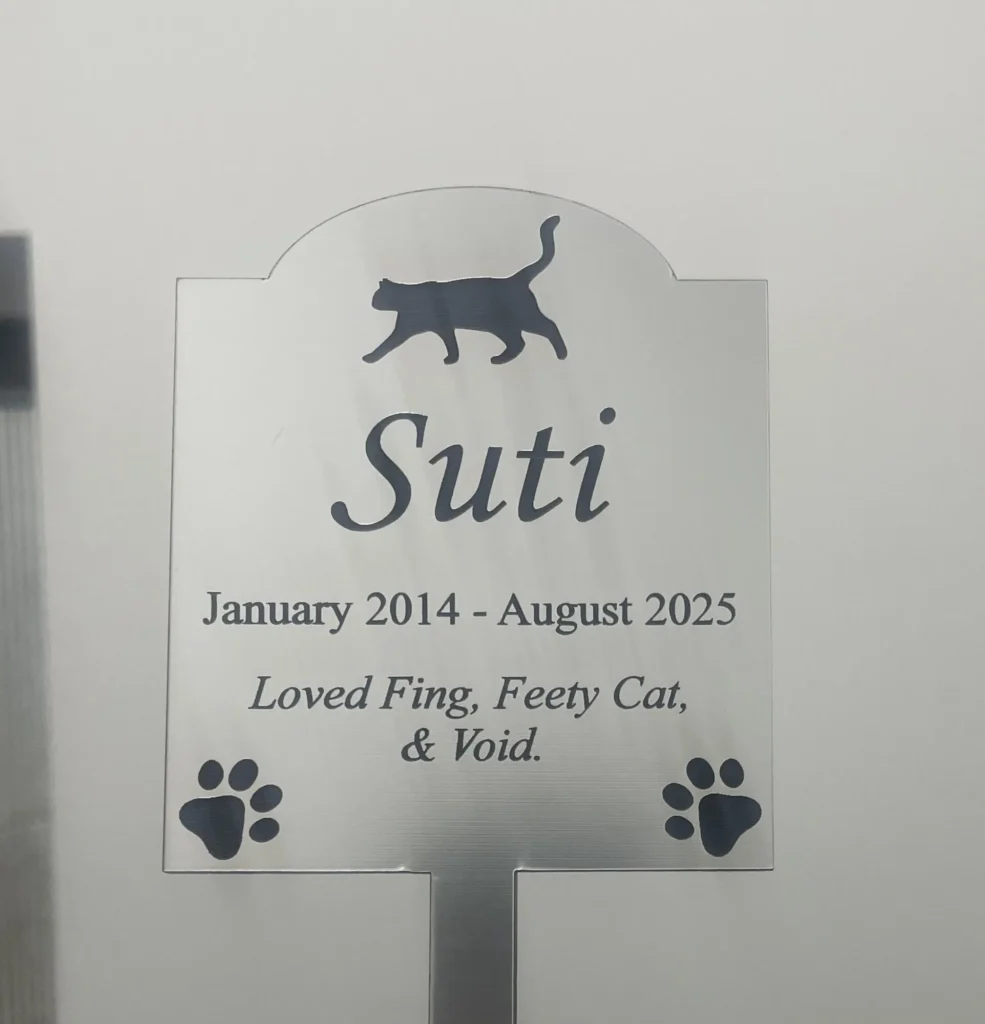 Suti
January 2014 - August 2025
Loved Fing, Feety Cat,
& Void.